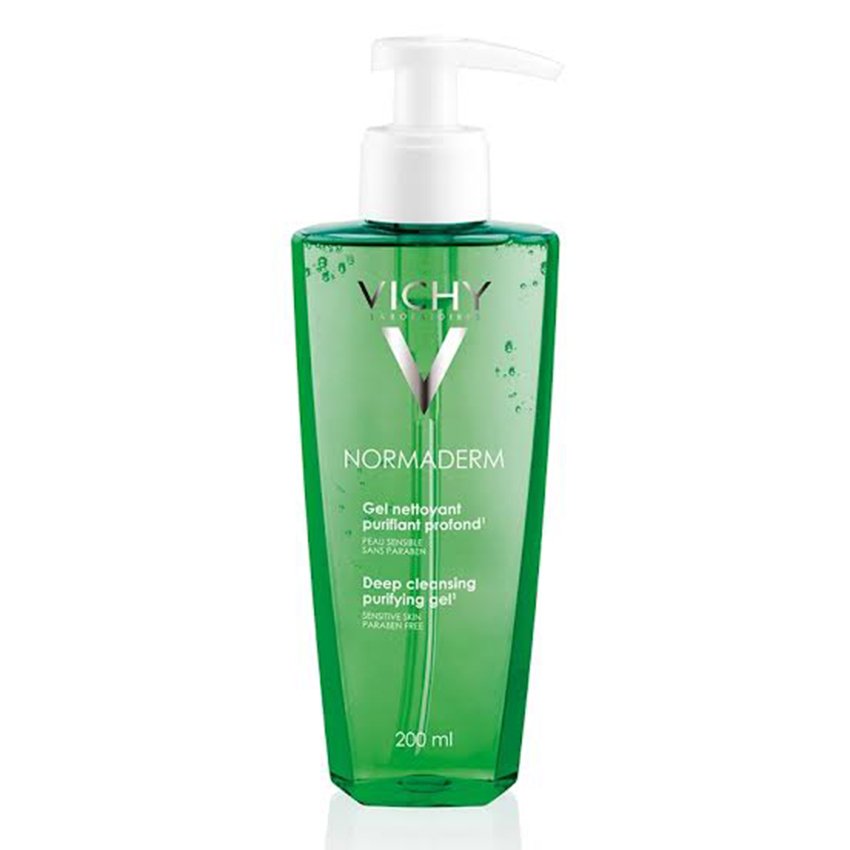 VICHY
LABORATOIRES
V
NORMADERM
Gel nettoyant
purifiant profond¹
PEAU SENSIBLE
SANS PARABEN
Deep cleansing
purifying gel¹
SENSITIVE SKIN
PARABEN FREE
200 ml